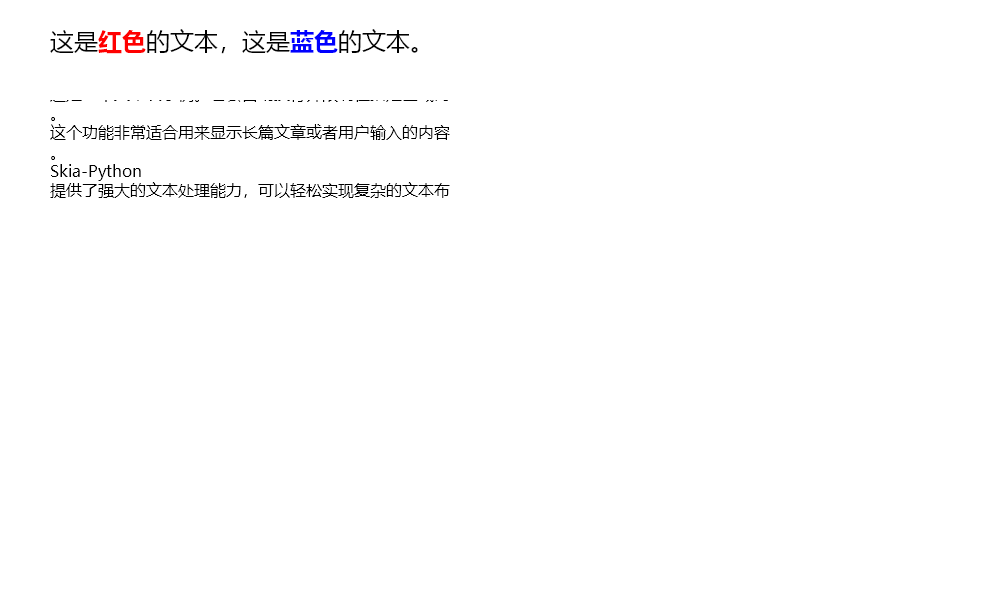 这是红色的文本，这是蓝色的文本。
。
这个功能非常适合用来显示长篇文章或者用户输入的内容
。
Skia-Python
提供了强大的文本处理能力，可以轻松实现复杂的文本布